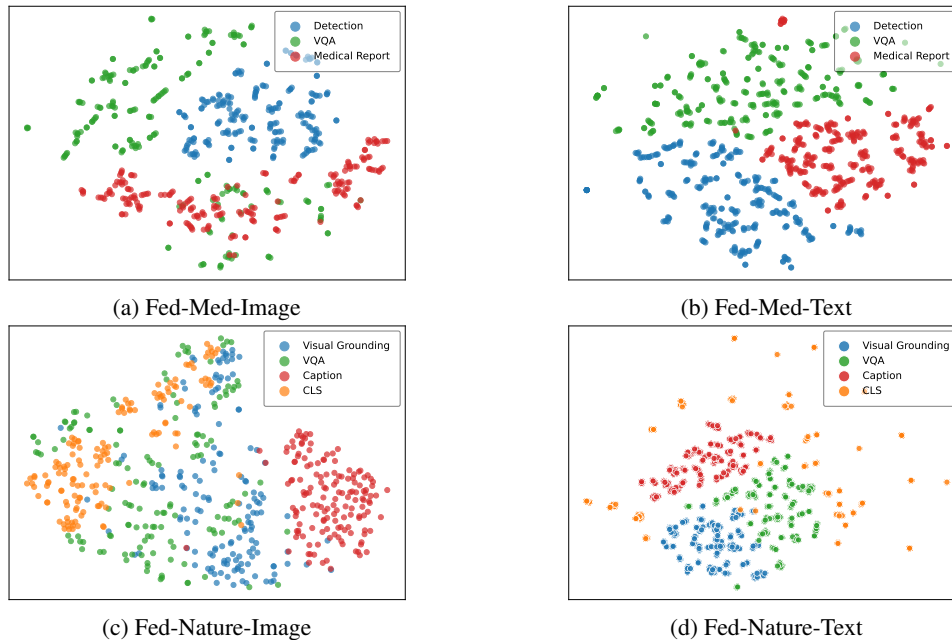 Detection
VQA
Medical Report
(a) Fed-Med-Image
Detection
VQA
Medical Report
(b) Fed-Med-Text
Visual Grounding
VQA
Caption
CLS
(c) Fed-Nature-Image
Visual Grounding
VQA
Caption
CLS
(d) Fed-Nature-Text